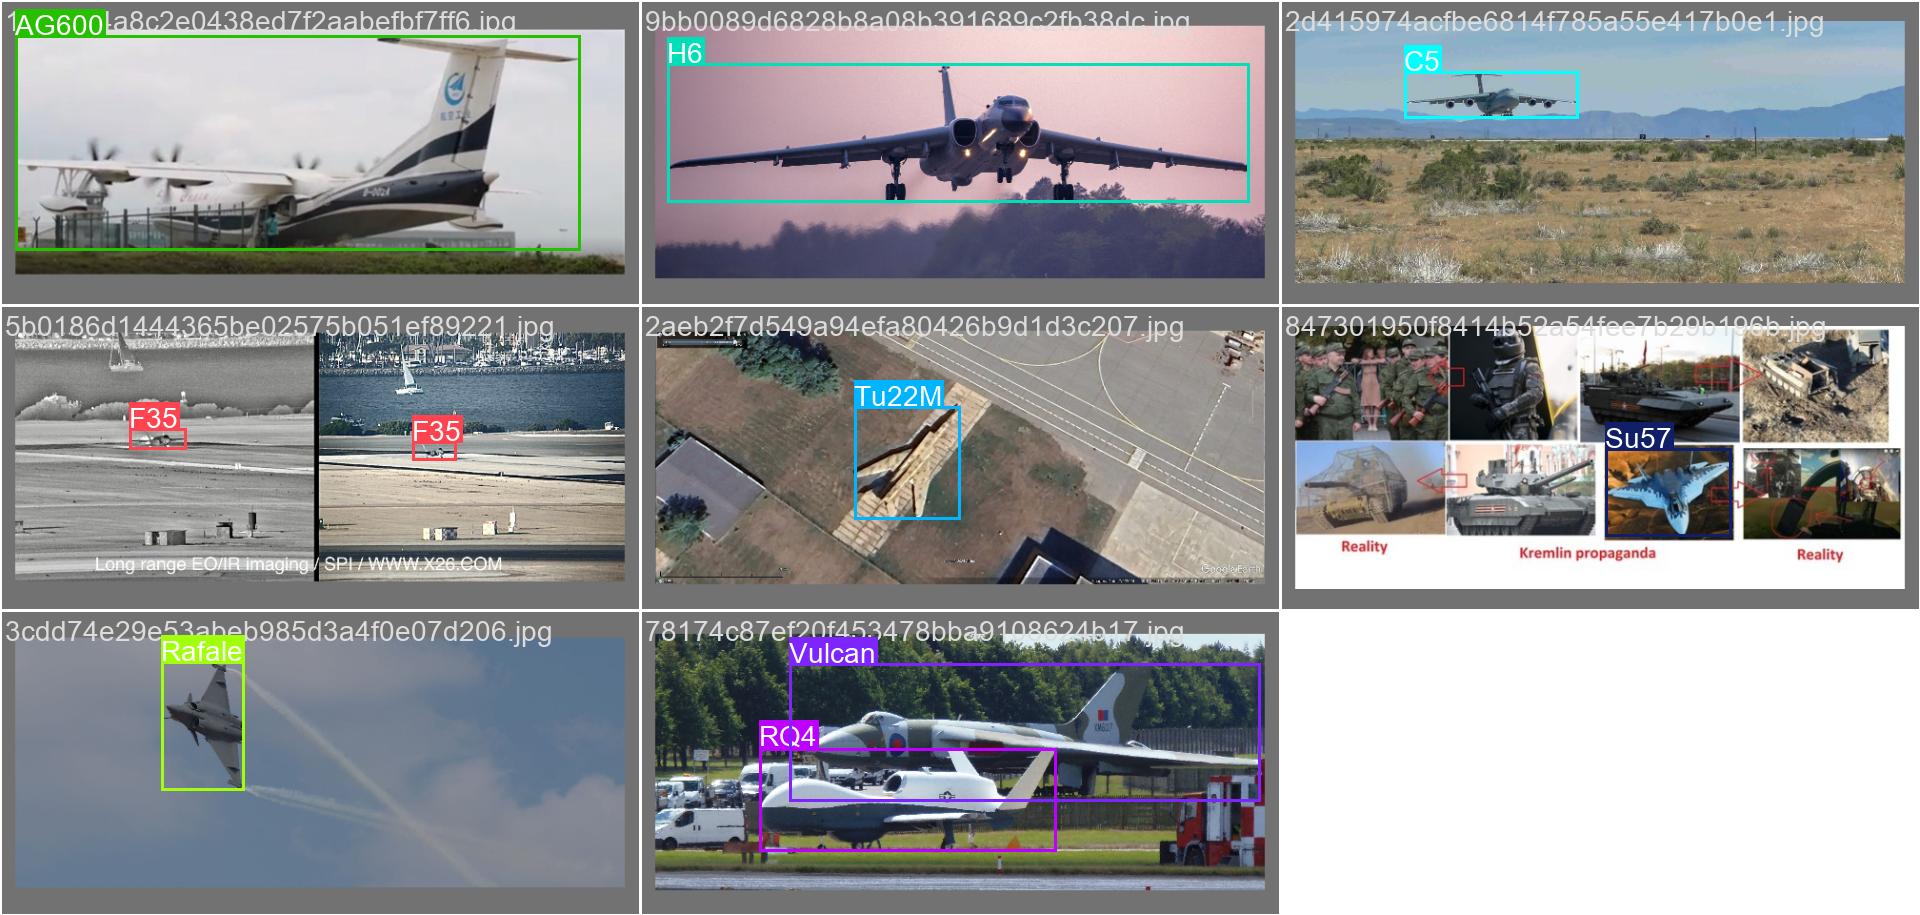 AG600
a8c2e0438ed7f2aabefbf7ff6.jpg
9bb0089d6828b8a08b391689c2fb38dc.jpg
H6
2d415974acfbe6814f785a55e417b0e1.jpg
C5
5b0186d1444365be02575b051ef89221.jpg
F35
F35
Long range EO/IR imaging / SPI / WWW.X26.COM
2aeb2f7d549a94efa80426b9d1d3c207.jpg
Tu22M
Google Earth
847301950f8414b52a54fee7b29b196b.jpg
Su57
Reality
Kremlin propaganda
Reality
3cdd74e29e53abeb985d3a4f0e07d206.jpg
Rafale
78174c87ef20f453478bba9108624b17.jpg
Vulcan
XM607
RQ4